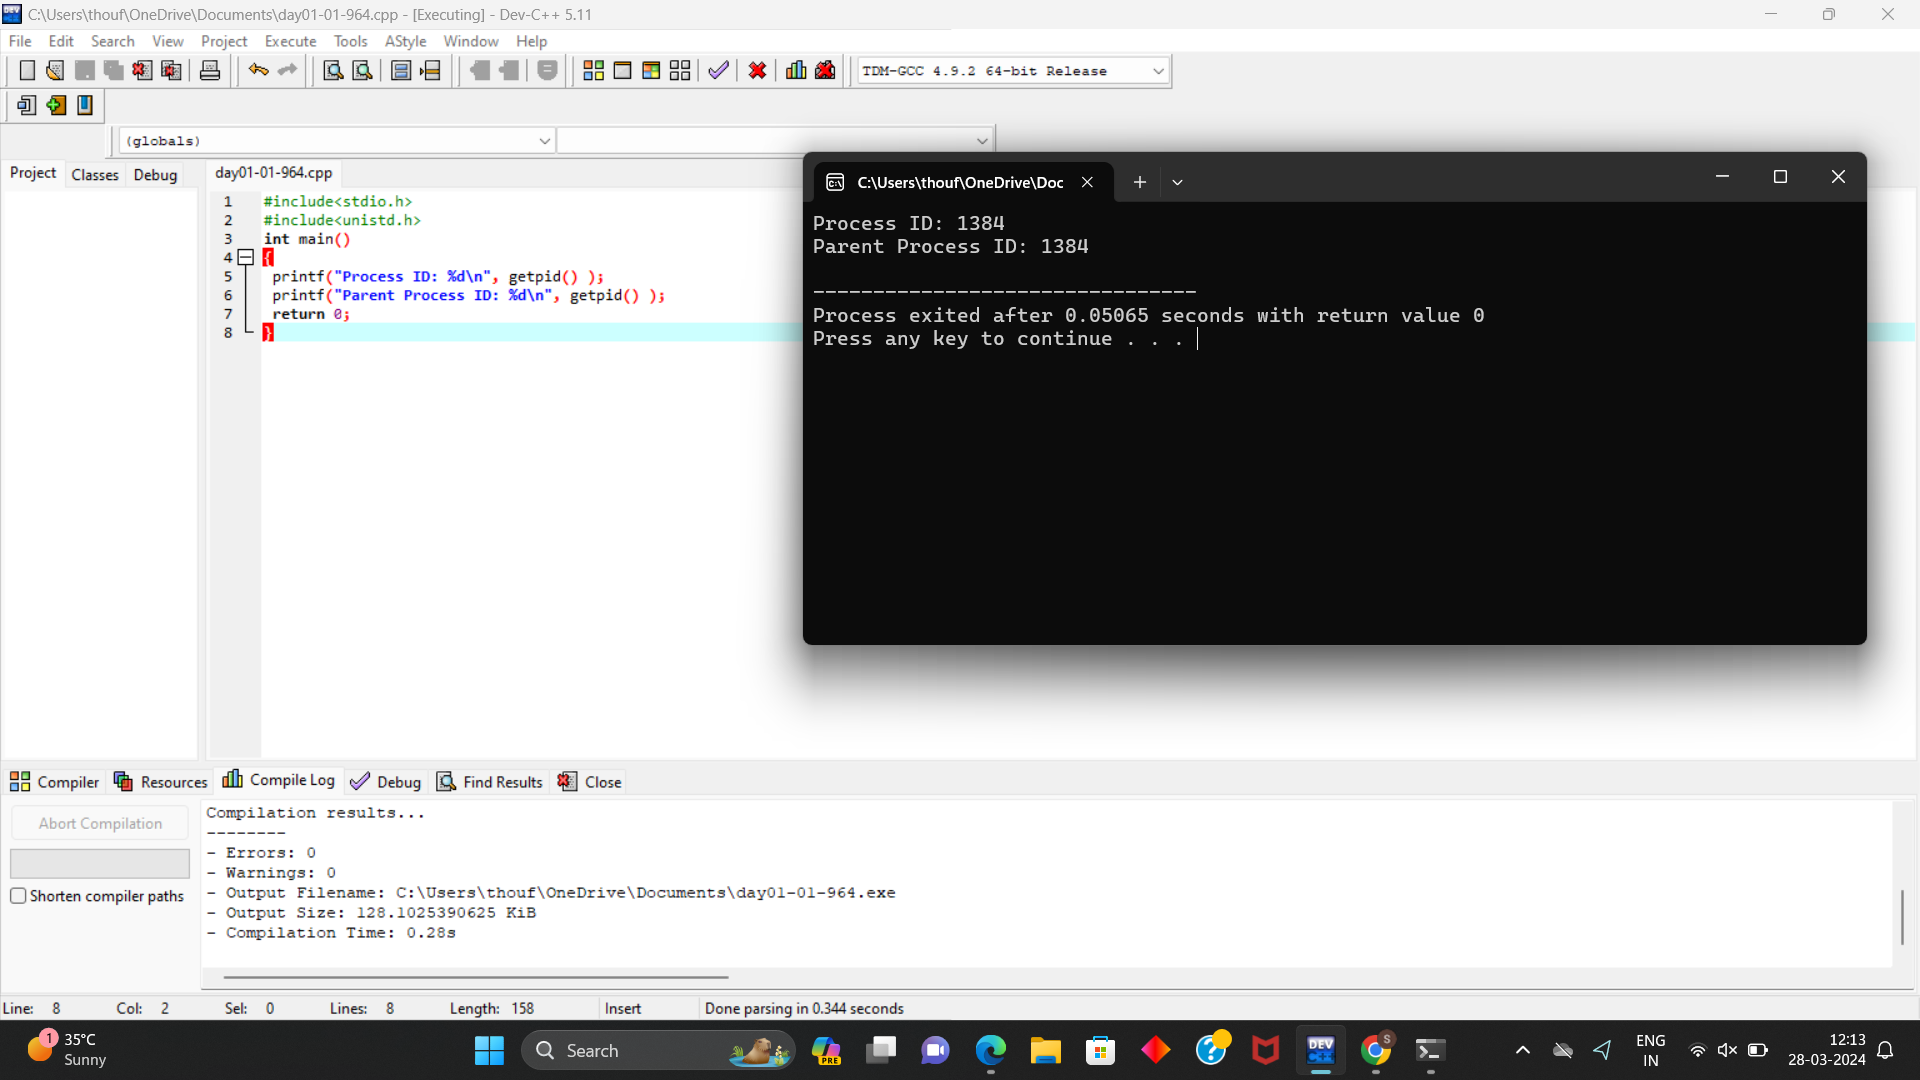 C:\Users\thouf\OneDrive\Documents\day01-01-964.cpp - [Executing] - Dev-C++ 5.11
File Edit Search View Project Execute Tools AStyle Window Help
TDM-GCC 4.9.2 64-bit Release
(globals)
Project Classes Debug
day01-01-964.cpp
1 #include<stdio.h>
2 #include<unistd.h>
3 int main()
4 {
5 printf("Process ID: %d\n", getpid() );
6 printf("Parent Process ID: %d\n", getpid() );
7 return 0;
8 }
C:\Users\thouf\OneDrive\Doc
Process ID: 1384
Parent Process ID: 1384
--------------------------------
Process exited after 0.05065 seconds with return value 0
Press any key to continue . . .
Compiler Resources Compile Log Debug Find Results Close
Abort Compilation
Shorten compiler paths
Compilation results...
--------
- Errors: 0
- Warnings: 0
- Output Filename: C:\Users\thouf\OneDrive\Documents\day01-01-964.exe
- Output Size: 128.1025390625 KiB
- Compilation Time: 0.28s
Line: 8 Col: 2 Sel: 0 Lines: 8 Length: 158 Insert Done parsing in 0.344 seconds
1
35°C
Sunny
Search
PRE
DEV
S
ENG
IN
12:13
28-03-2024